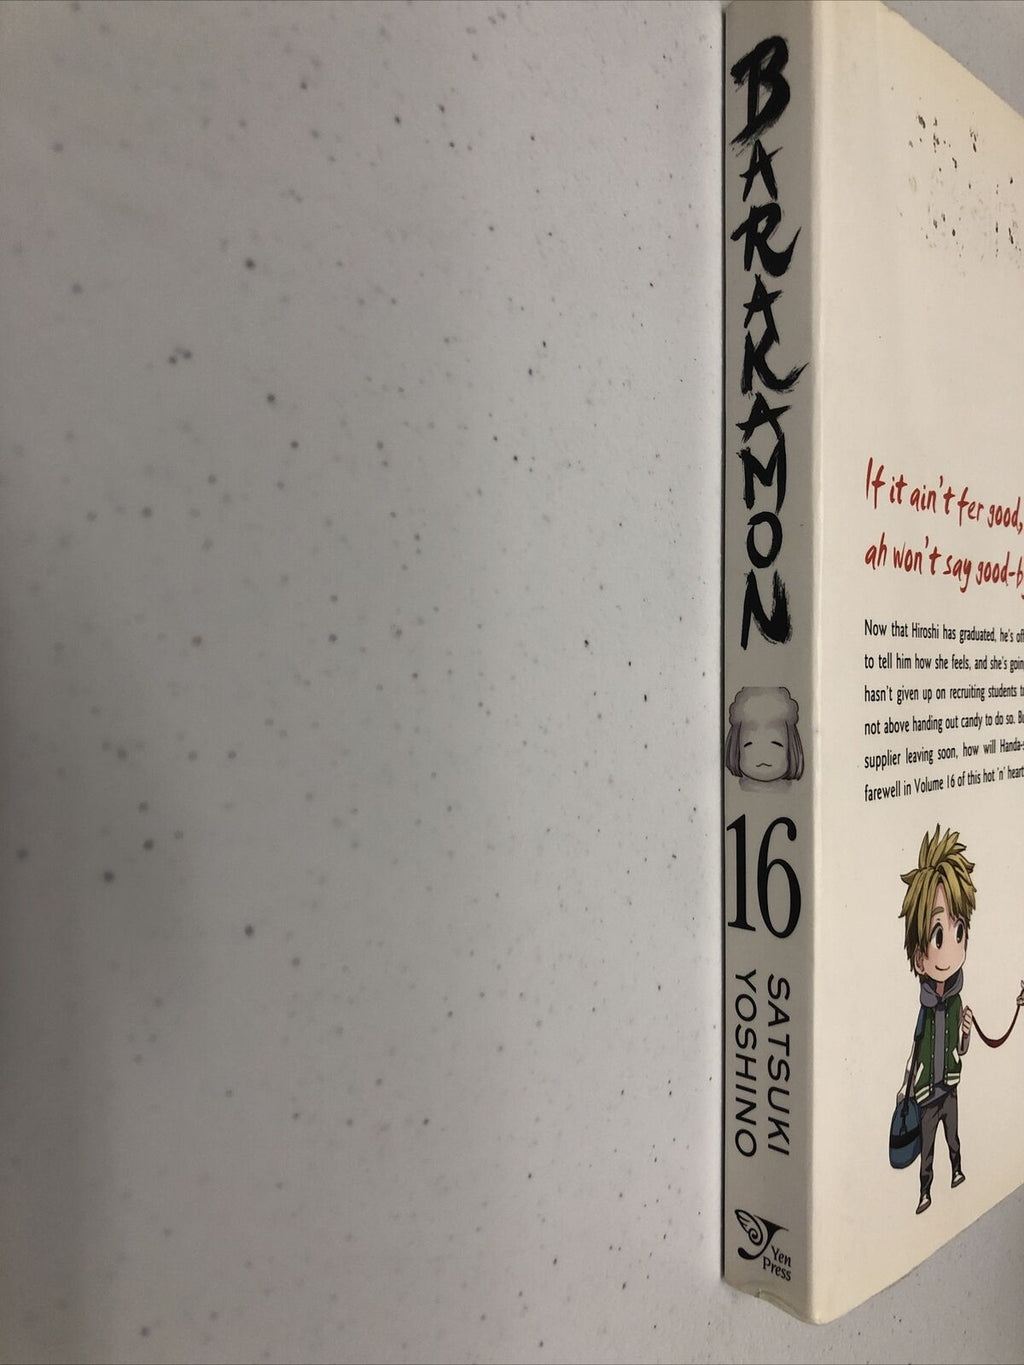 BARAKAMON
16
SATSUKI
YOSHINO
Yen
Press
If it ain't fer good,
ah won't say good-b
Now that Hiroshi has graduated, he's off
to tell him how she feels, and she's goin
hasn't given up on recruiting students t
not above handing out candy to do so. Bu
supplier leaving soon, how will Handa-s
farewell in Volume 16 of this hot 'n' heart